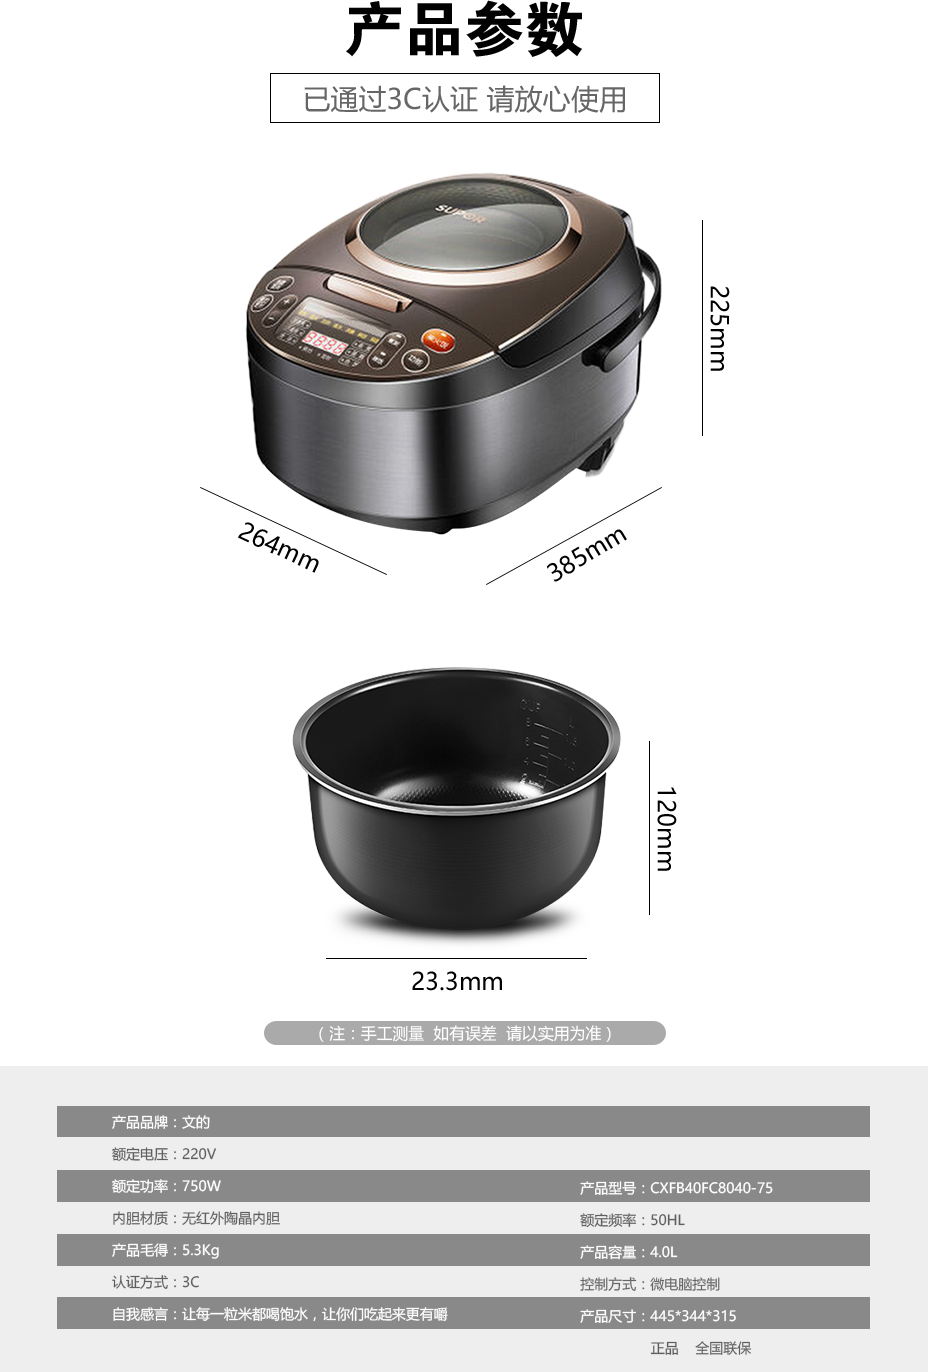 产品参数
已通过3C认证 请放心使用
SUPOR
225mm
264mm
385mm
CUP
120mm
23.3mm
（注：手工测量 如有误差 请以实用为准）
产品品牌：文的
额定电压：220V
额定功率：750W
产品型号：CXFB40FC8040-75
内胆材质：无红外陶晶内胆
额定频率：50HL
产品毛得：5.3Kg
产品容量：4.0L
认证方式：3C
控制方式：微电脑控制
自我感言：让每一粒米都喝饱水，让你们吃起来更有嚼
产品尺寸：445*344*315
正品 全国联保